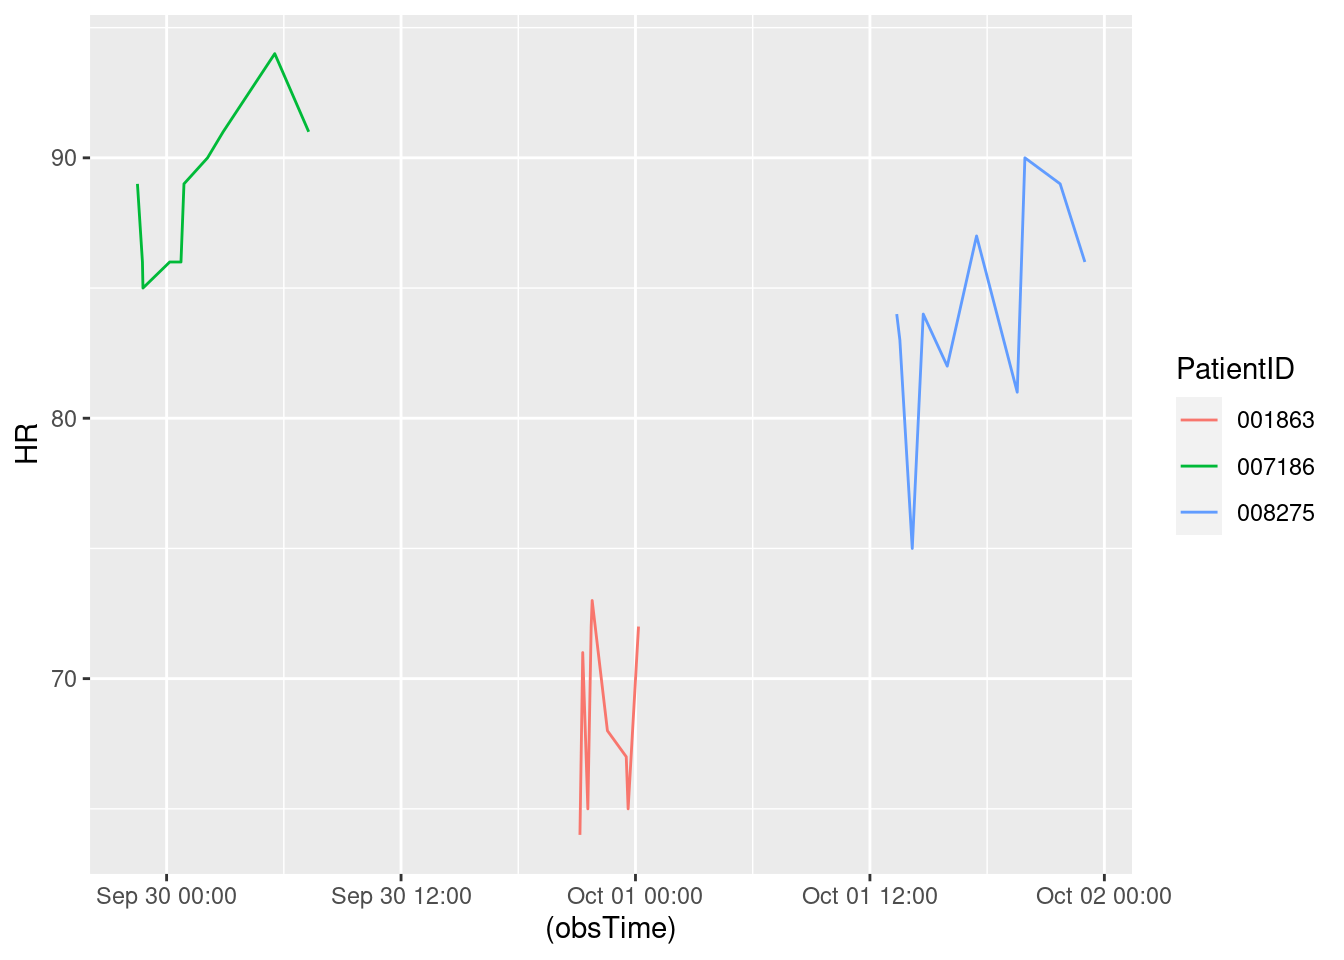 HR
90
80
70
Sep 30 00:00
Sep 30 12:00
Oct 01 00:00
Oct 01 12:00
Oct 02 00:00
(obsTime)
PatientID
001863
007186
008275